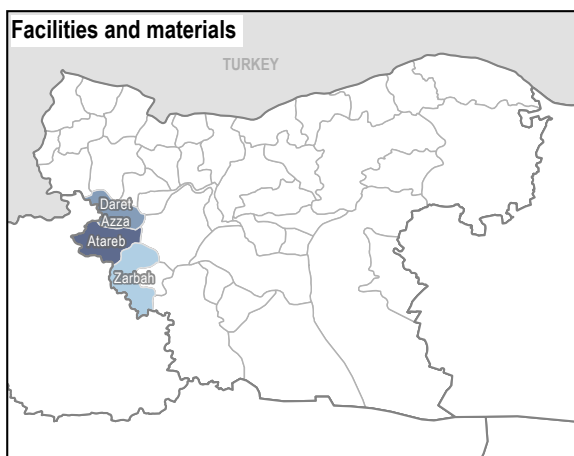 Facilities and materials
TURKEY
Daret
Azza
Atareb
Zarbah